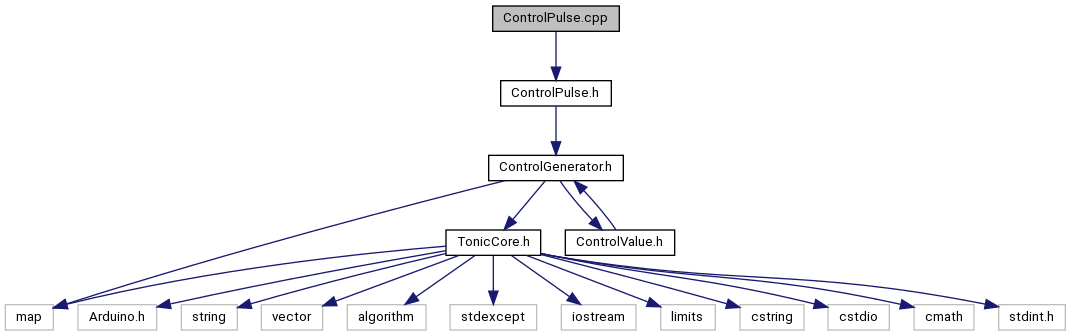 ControlPulse.cpp
ControlPulse.h
ControlGenerator.h
TonicCore.h
ControlValue.h
map
Arduino.h
string
vector
algorithm
stdexcept
iostream
limits
cstring
cstdio
cmath
stdint.h